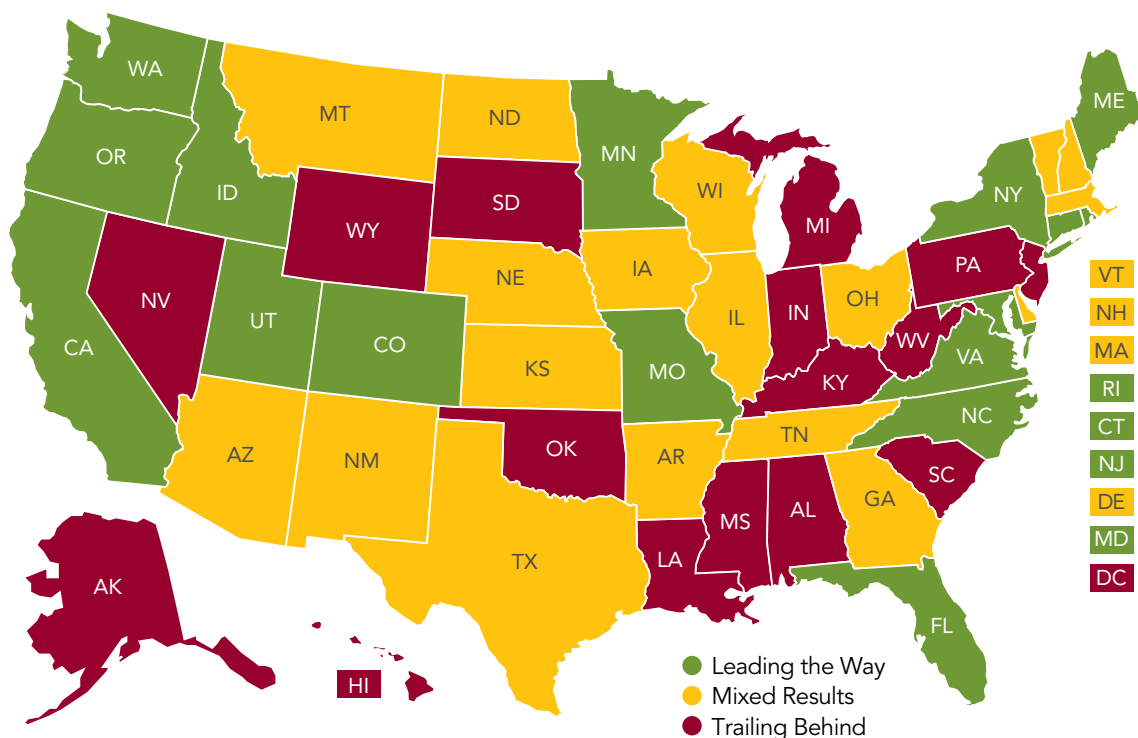 WA
ME
MT
ND
OR
MN
ID
WI
NY
SD
WY
MI
PA
IA
NE
VT
NV
OH
IN
NH
UT
IL
CO
WV
CA
VA
MA
KS
MO
KY
RI
NC
CT
TN
OK
AZ
NM
AR
NJ
SC
GA
DE
MS
AL
MD
TX
LA
DC
AK
FL
HI
Leading the Way
Mixed Results
Trailing Behind